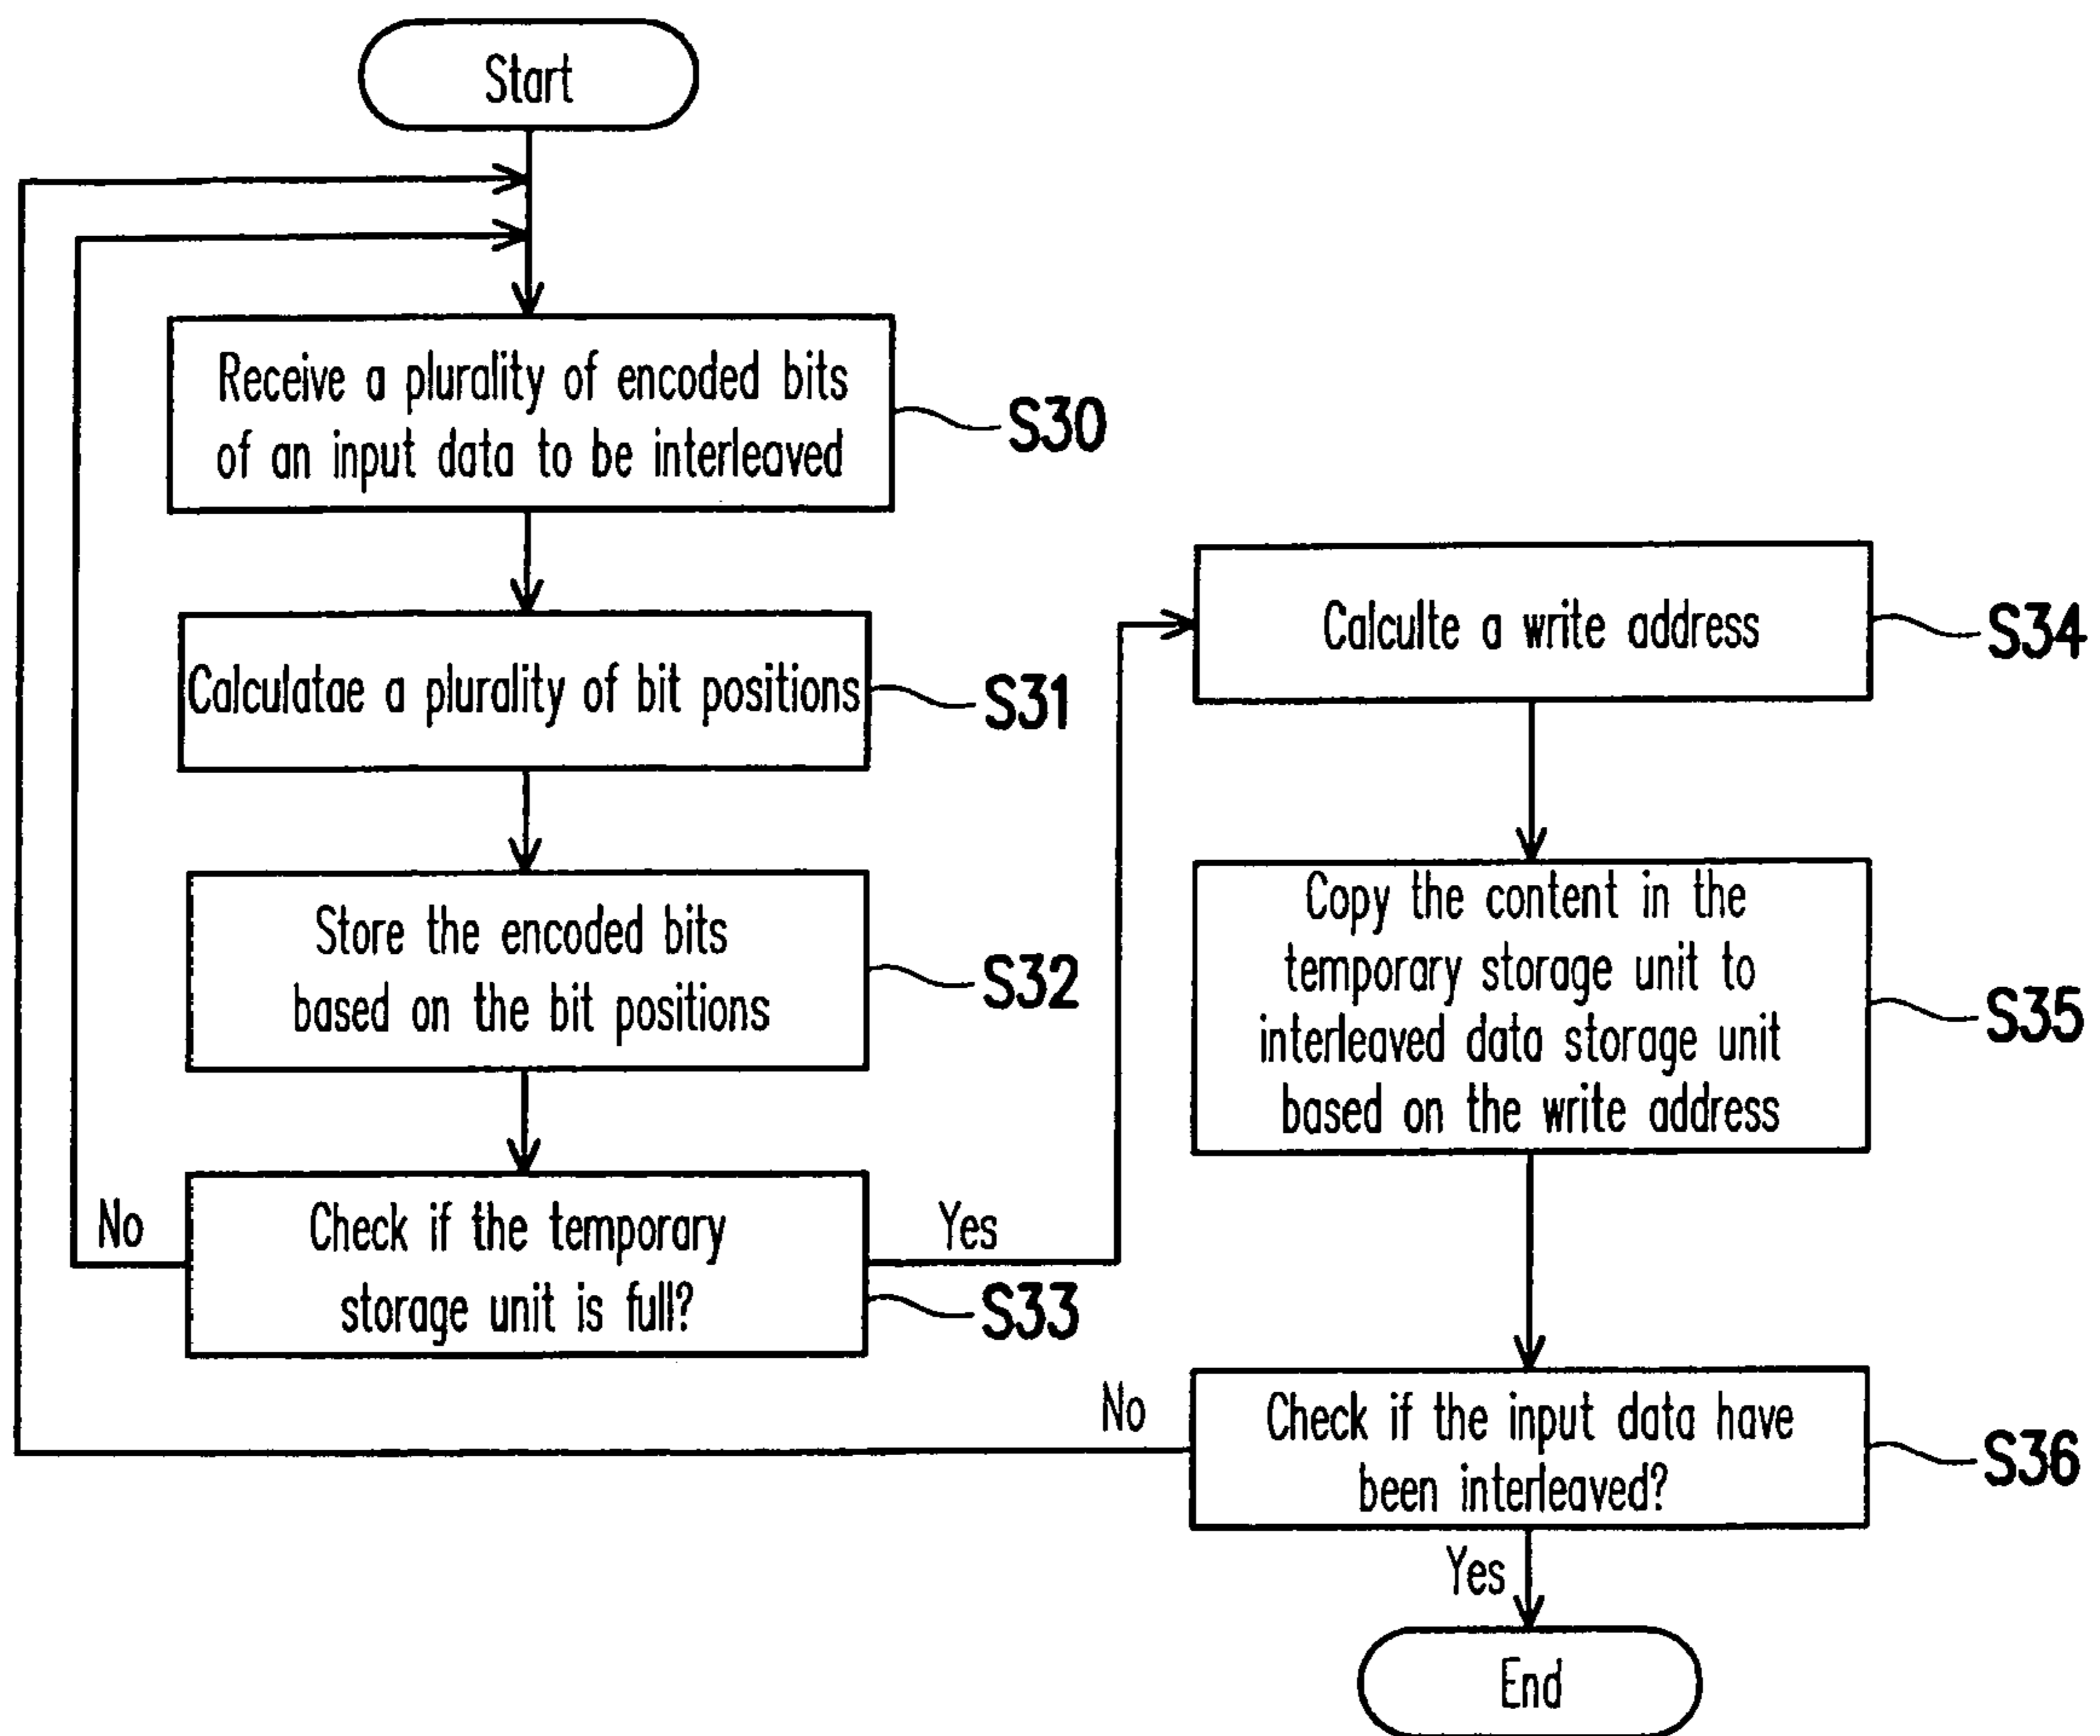 Start
Receive a plurality of encoded bits
of an input data to be interleaved
S30
Calculatae a plurality of bit positions
S31
Store the encoded bits
based on the bit positions
S32
Check if the temporary
storage unit is full?
S33
No
Yes
Calculte a write address
S34
Copy the content in the
temporary storage unit to
interleaved data storage unit
based on the write address
S35
Check if the input data have
been interleaved?
S36
No
Yes
End